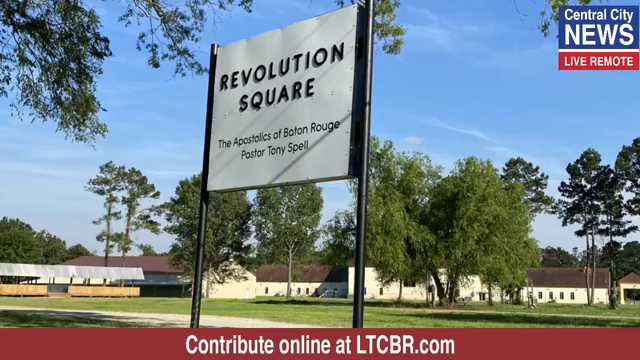 Central City
NEWS
LIVE REMOTE
REVOLUTION
SQUARE
The Apostolics of Baton Rouge
Pastor Tony Spell
Contribute online at LTCBR.com